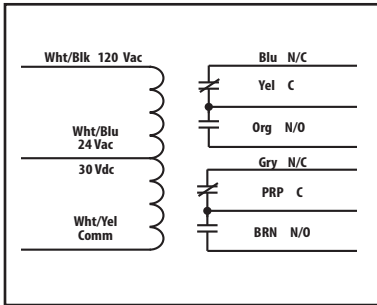 Wht/Blk 120 Vac
Wht/Blu
24 Vac
30 Vdc
Wht/Yel
Comm
Blu N/C
Yel C
Org N/O
Gry N/C
PRP C
BRN N/O